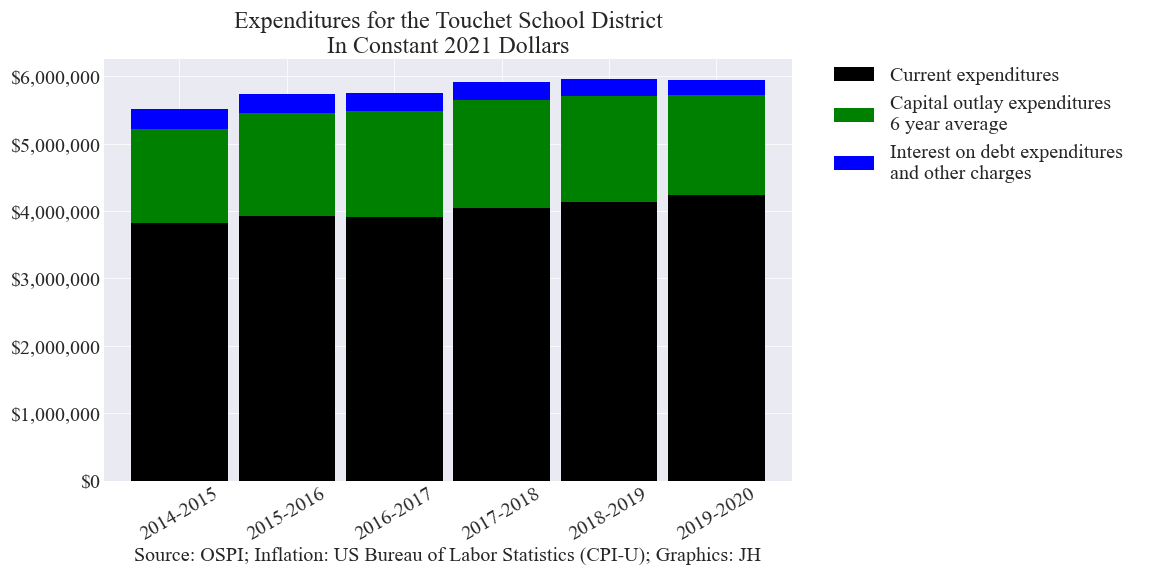 Expenditures for the Touchet School District
In Constant 2021 Dollars
$6,000,000
$5,000,000
$4,000,000
$3,000,000
$2,000,000
$1,000,000
$0
2014-2015
2015-2016
2016-2017
2017-2018
2018-2019
2019-2020
Source: OSPI; Inflation: US Bureau of Labor Statistics (CPI-U); Graphics: JH
Current expenditures
Capital outlay expenditures
6 year average
Interest on debt expenditures
and other charges